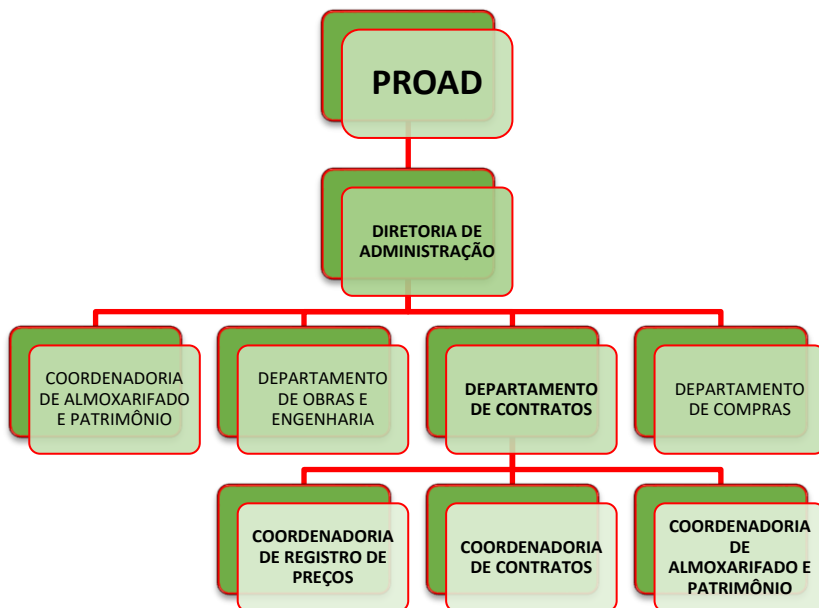 PROAD
DIRETORIA DE
ADMINISTRAÇÃO
COORDENADORIA
DE ALMOXARIFADO
E PATRIMÔNIO
DEPARTAMENTO
DE OBRAS E
ENGENHARIA
DEPARTAMENTO
DE CONTRATOS
DEPARTAMENTO
DE COMPRAS
COORDENADORIA
DE REGISTRO DE
PREÇOS
COORDENADORIA
DE CONTRATOS
COORDENADORIA
DE
ALMOXARIFADO E
PATRIMÔNIO